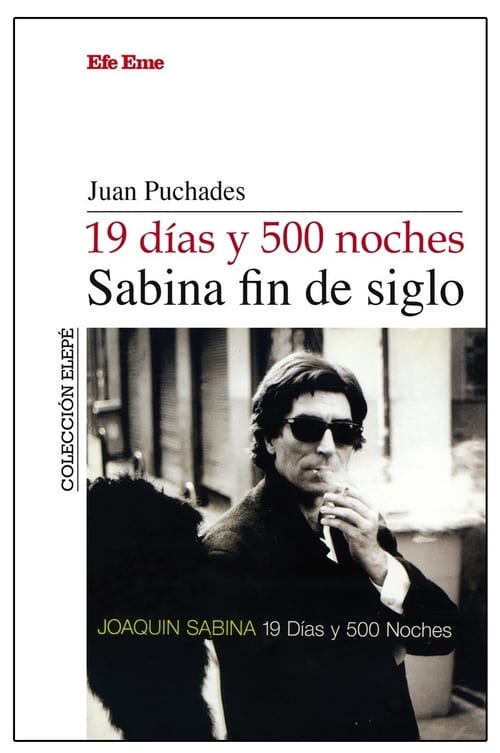 Efe Eme
Juan Puchades
19 días y 500 noches
Sabina fin de siglo
COLECCIÓN ELEPÉ
JOAQUIN SABINA 19 Días y 500 Noches